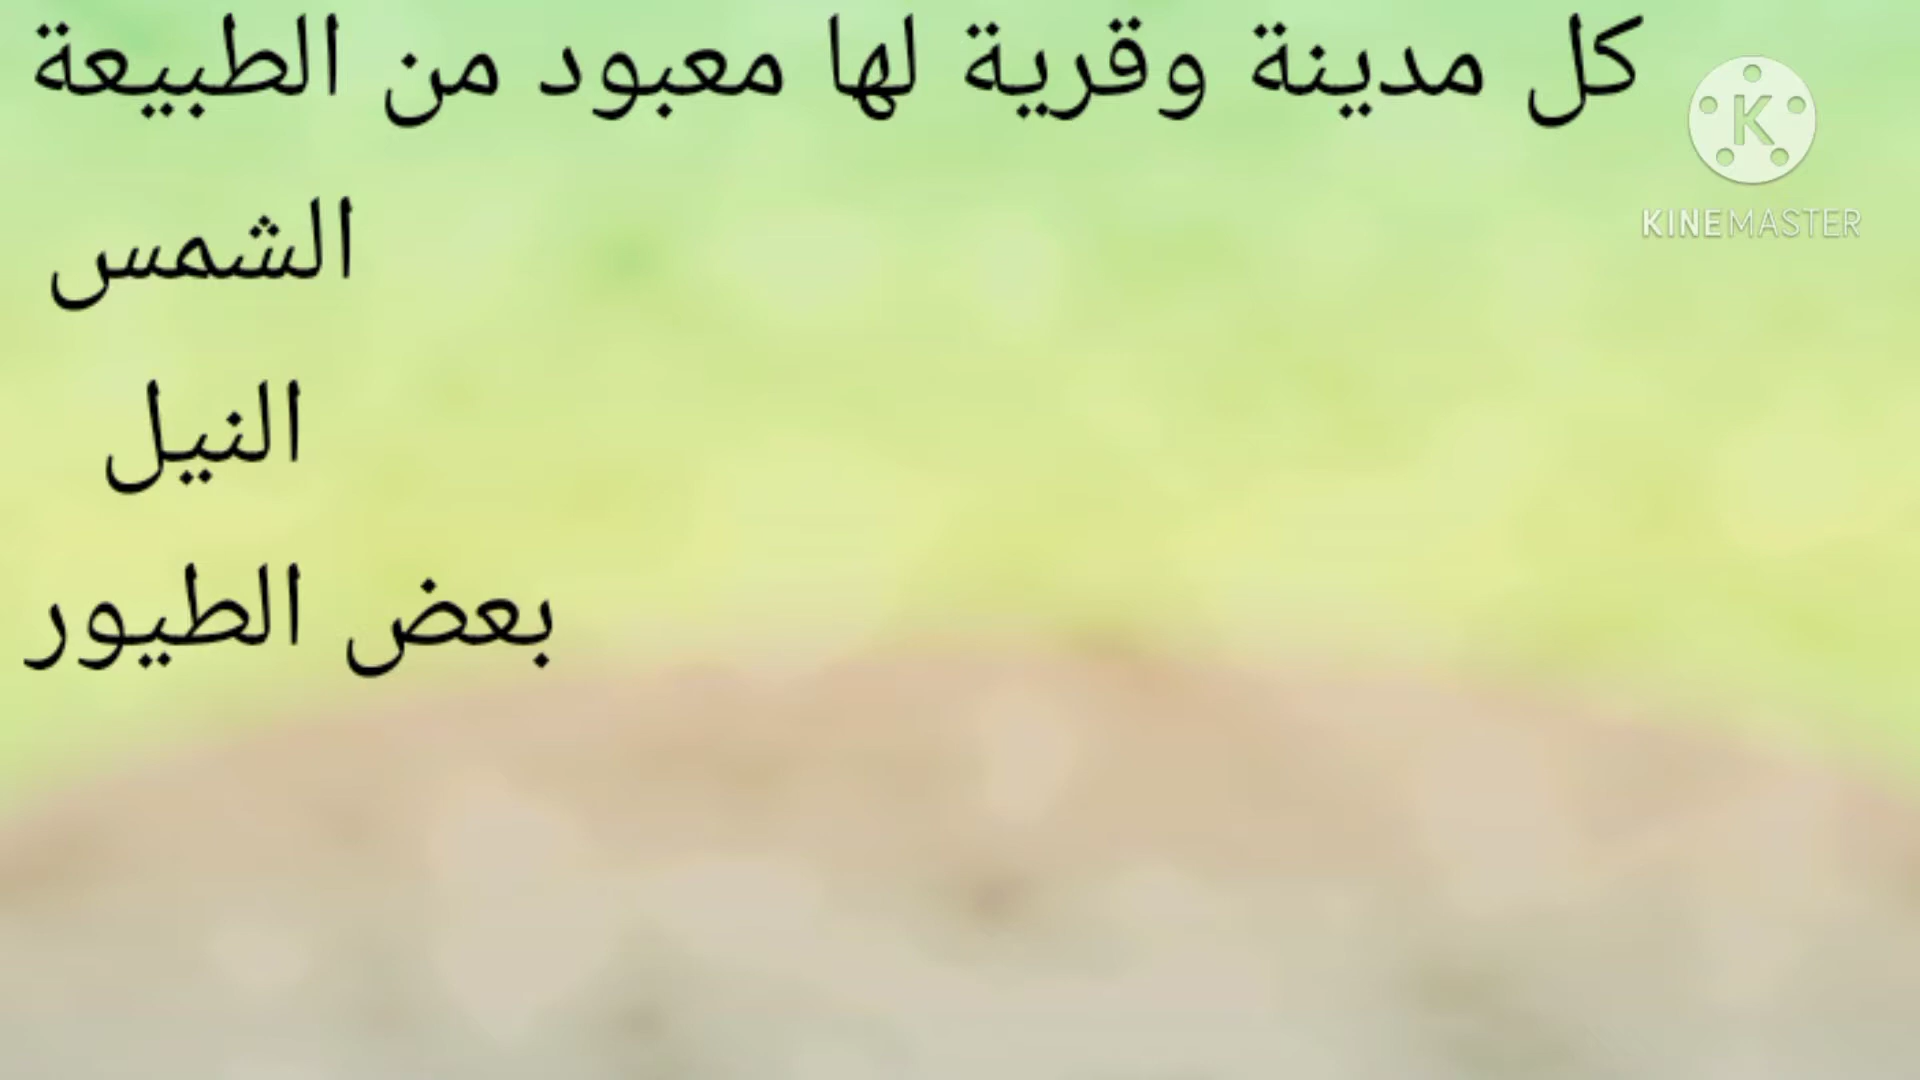 كل مدينة وقرية لها معبود من الطبيعة
الشمس
النيل
بعض الطيور
K
KINEMASTER